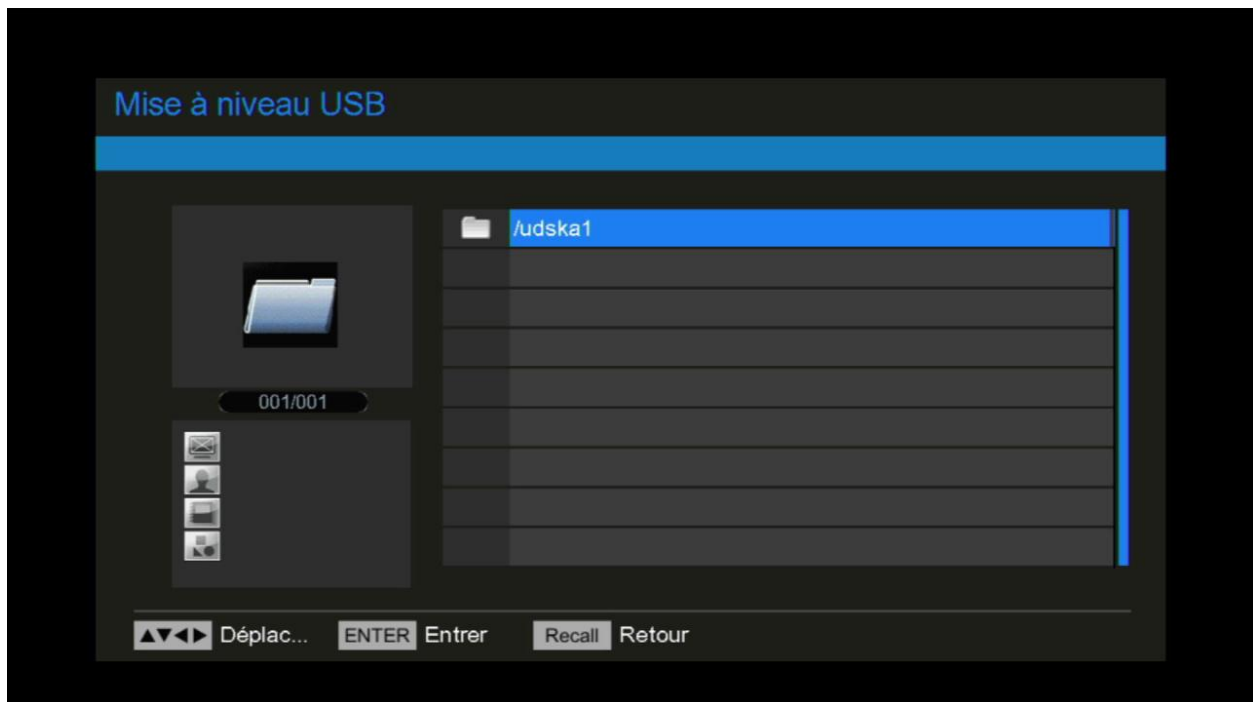 Mise à niveau USB
/udska1
001/001
▲▼◀▶ Déplac... ENTER Entrer Recall Retour